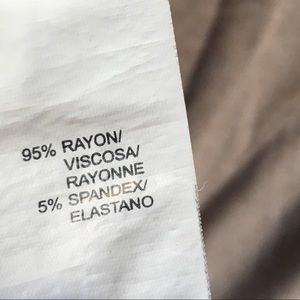 95% RAYON/
VISCOSA/
RAYONNE
5% SPANDEX/
ELASTANO